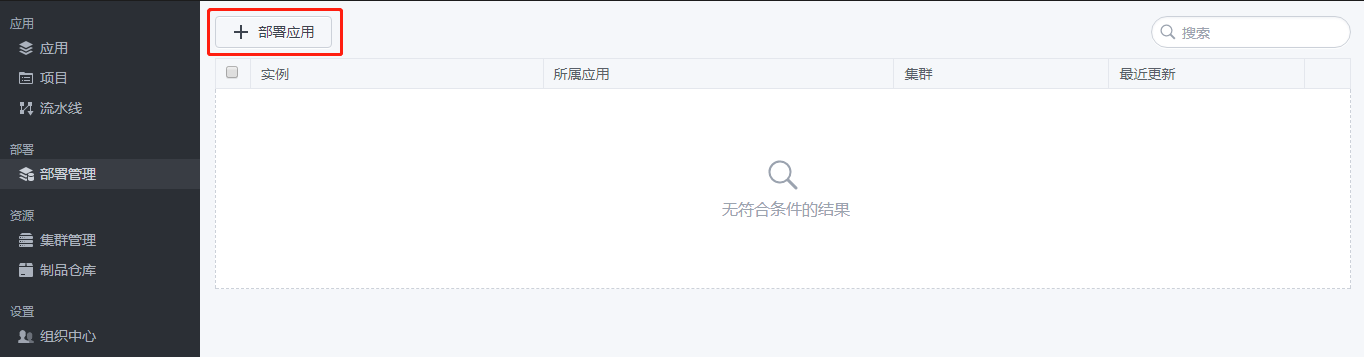 应用
应用
项目
流水线
部署
部署管理
资源
集群管理
制品仓库
设置
组织中心
部署应用
搜索
实例 所属应用 集群 最近更新
无符合条件的结果